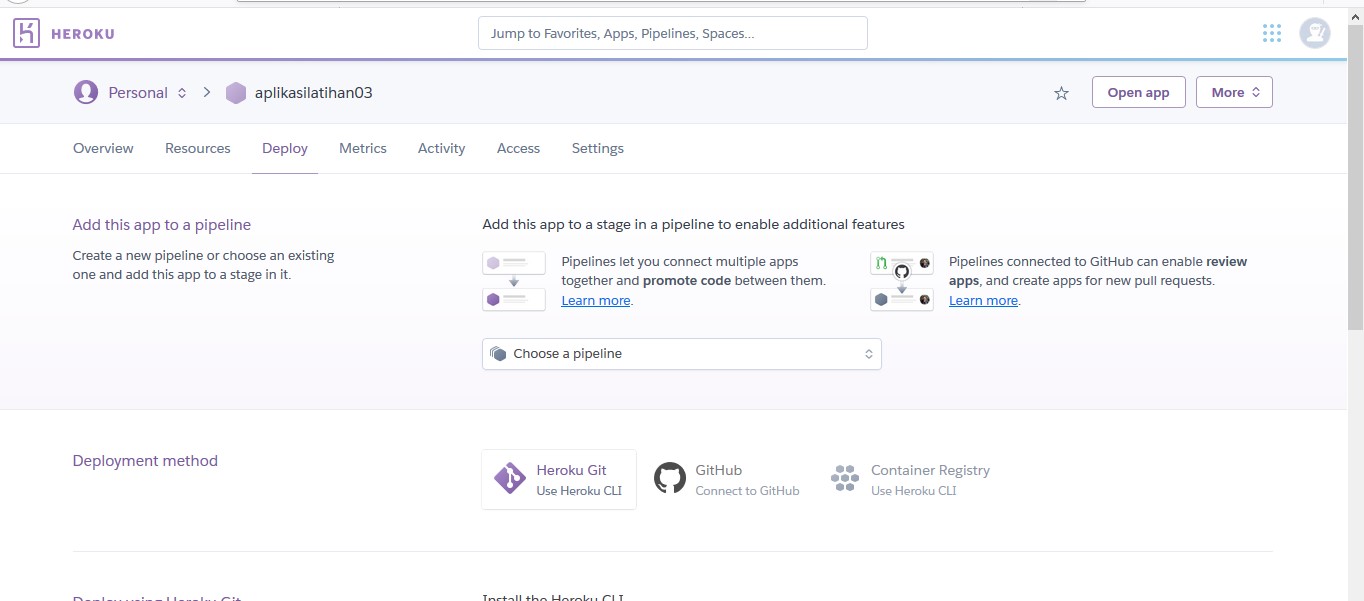 HEROKU
Jump to Favorites, Apps, Pipelines, Spaces...
Personal
aplikasilatihan03
Open app
More
Overview
Resources
Deploy
Metrics
Activity
Access
Settings
Add this app to a pipeline
Create a new pipeline or choose an existing
one and add this app to a stage in it.
Add this app to a stage in a pipeline to enable additional features
Pipelines let you connect multiple apps
together and promote code between them.
Learn more.
Pipelines connected to GitHub can enable review
apps, and create apps for new pull requests.
Learn more.
Choose a pipeline
Deployment method
Heroku Git
Use Heroku CLI
GitHub
Connect to GitHub
Container Registry
Use Heroku CLI
Deploy using Heroku Git
Install the Heroku CLI